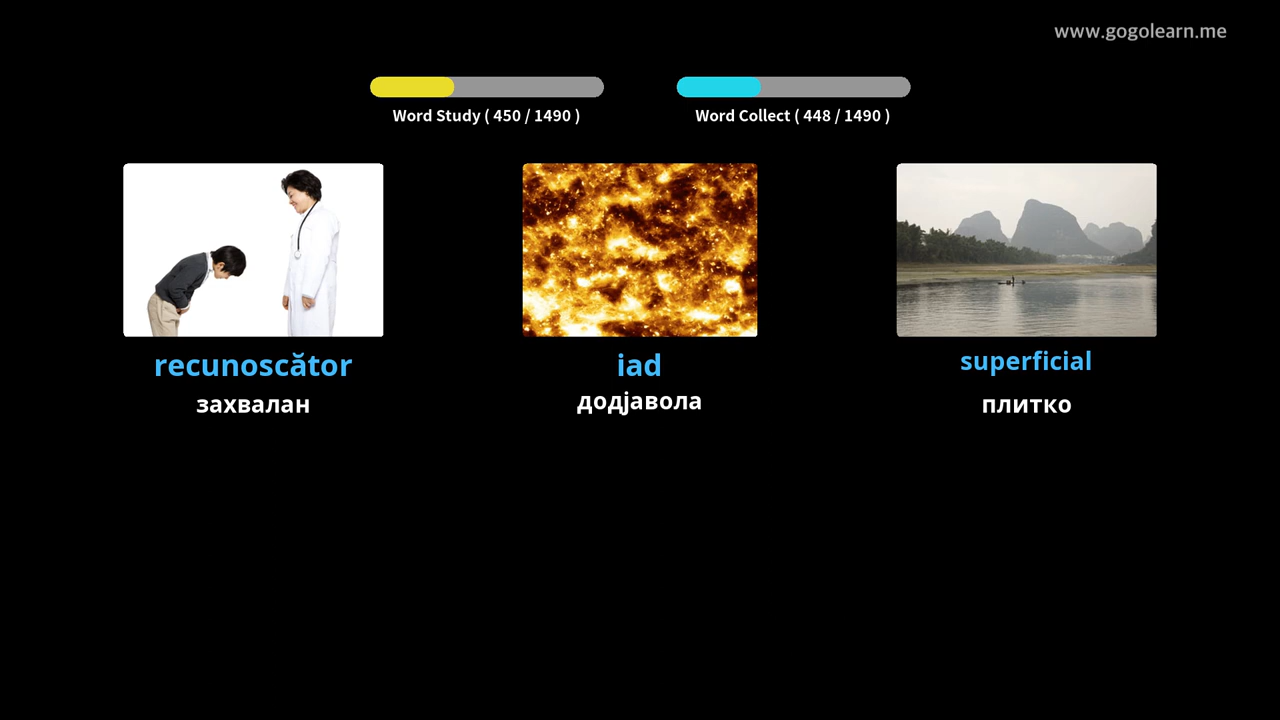 www.gogolearn.me
Word Study ( 450 / 1490 )
Word Collect ( 448 / 1490 )
recunoscător
iad
superficial
захвалан
додјавола
плитко